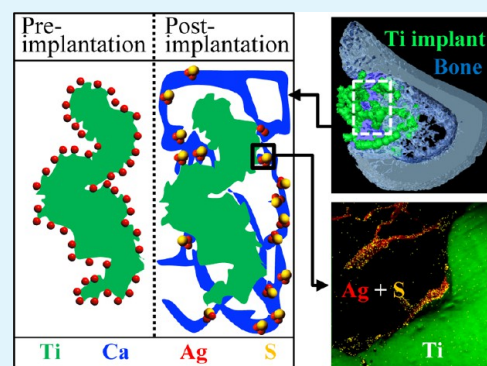 Pre-
implantation
Post-
implantation
Ti Ca Ag S
Ti implant
Bone
Ag + S
Ti